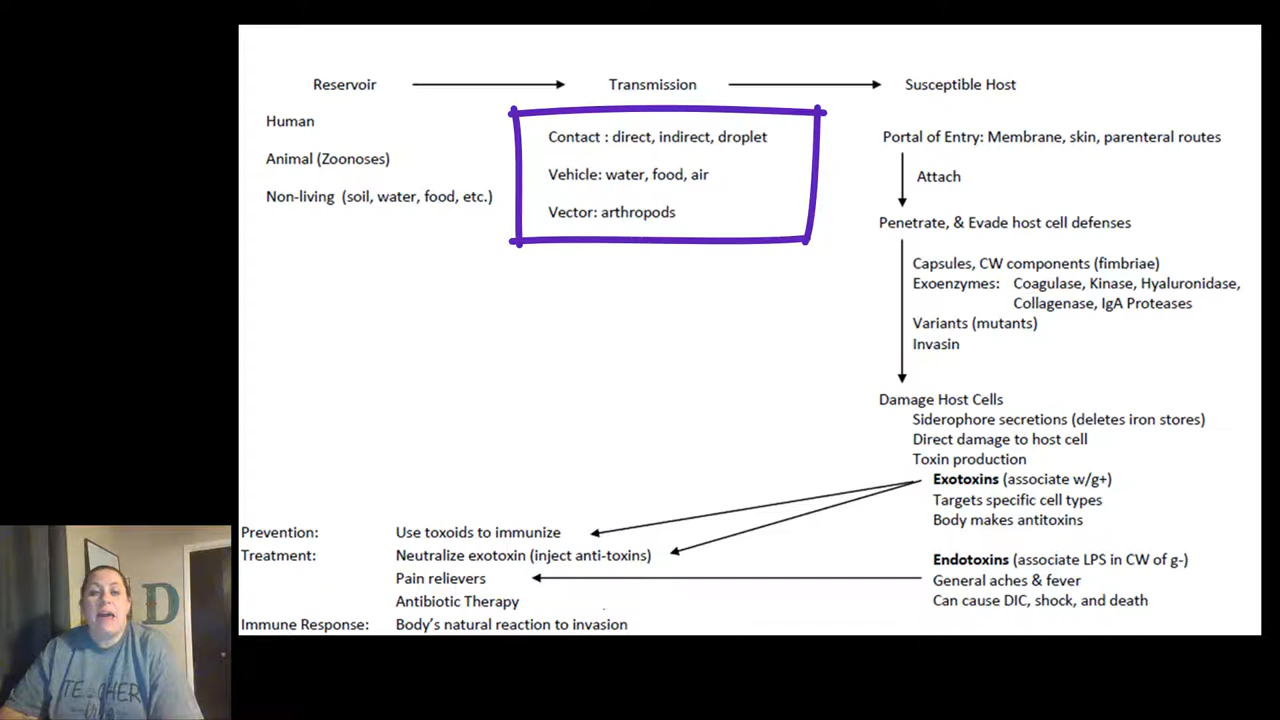 Reservoir
Transmission
Susceptible Host
Human
Animal (Zoonoses)
Non-living (soil, water, food, etc.)
Contact : direct, indirect, droplet
Vehicle: water, food, air
Vector: arthropods
Portal of Entry: Membrane, skin, parenteral routes
Attach
Penetrate, & Evade host cell defenses
Capsules, CW components (fimbriae)
Exoenzymes: Coagulase, Kinase, Hyaluronidase,
Collagenase, IgA Proteases
Variants (mutants)
Invasin
Damage Host Cells
Siderophore secretions (deletes iron stores)
Direct damage to host cell
Toxin production
Exotoxins (associate w/g+)
Targets specific cell types
Body makes antitoxins
Endotoxins (associate LPS in CW of g-)
General aches & fever
Can cause DIC, shock, and death
Prevention: Use toxoids to immunize
Treatment: Neutralize exotoxin (inject anti-toxins)
Pain relievers
Antibiotic Therapy
Immune Response: Body's natural reaction to invasion
D
TEACHER